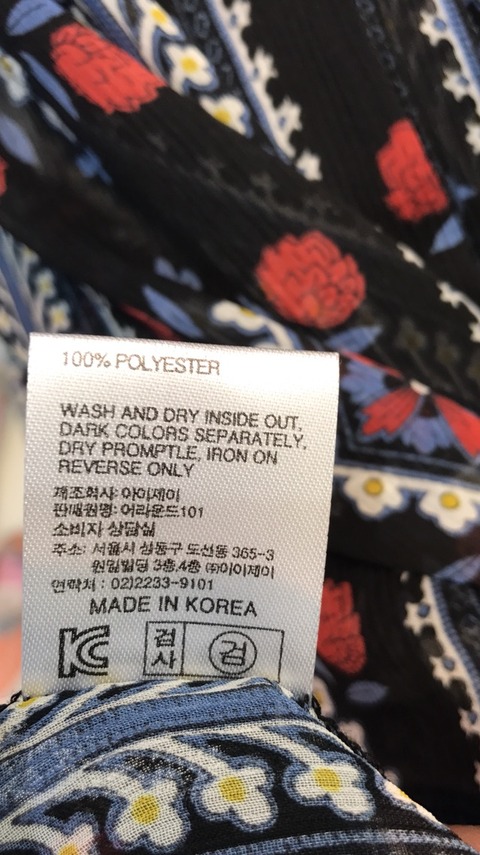 100% POLYESTER
WASH AND DRY INSIDE OUT,
DARK COLORS SEPARATELY,
DRY PROMPTLE, IRON ON
REVERSE ONLY
제조회사: 아이제이
판매원명: 어라운드101
소비자 상담실
주소: 서울시 성동구 도선동 365-3
원일빌딩 3층.4층 ㈜아이제이
연락처 : 02)2233-9101
MADE IN KOREA
KC 검사 검